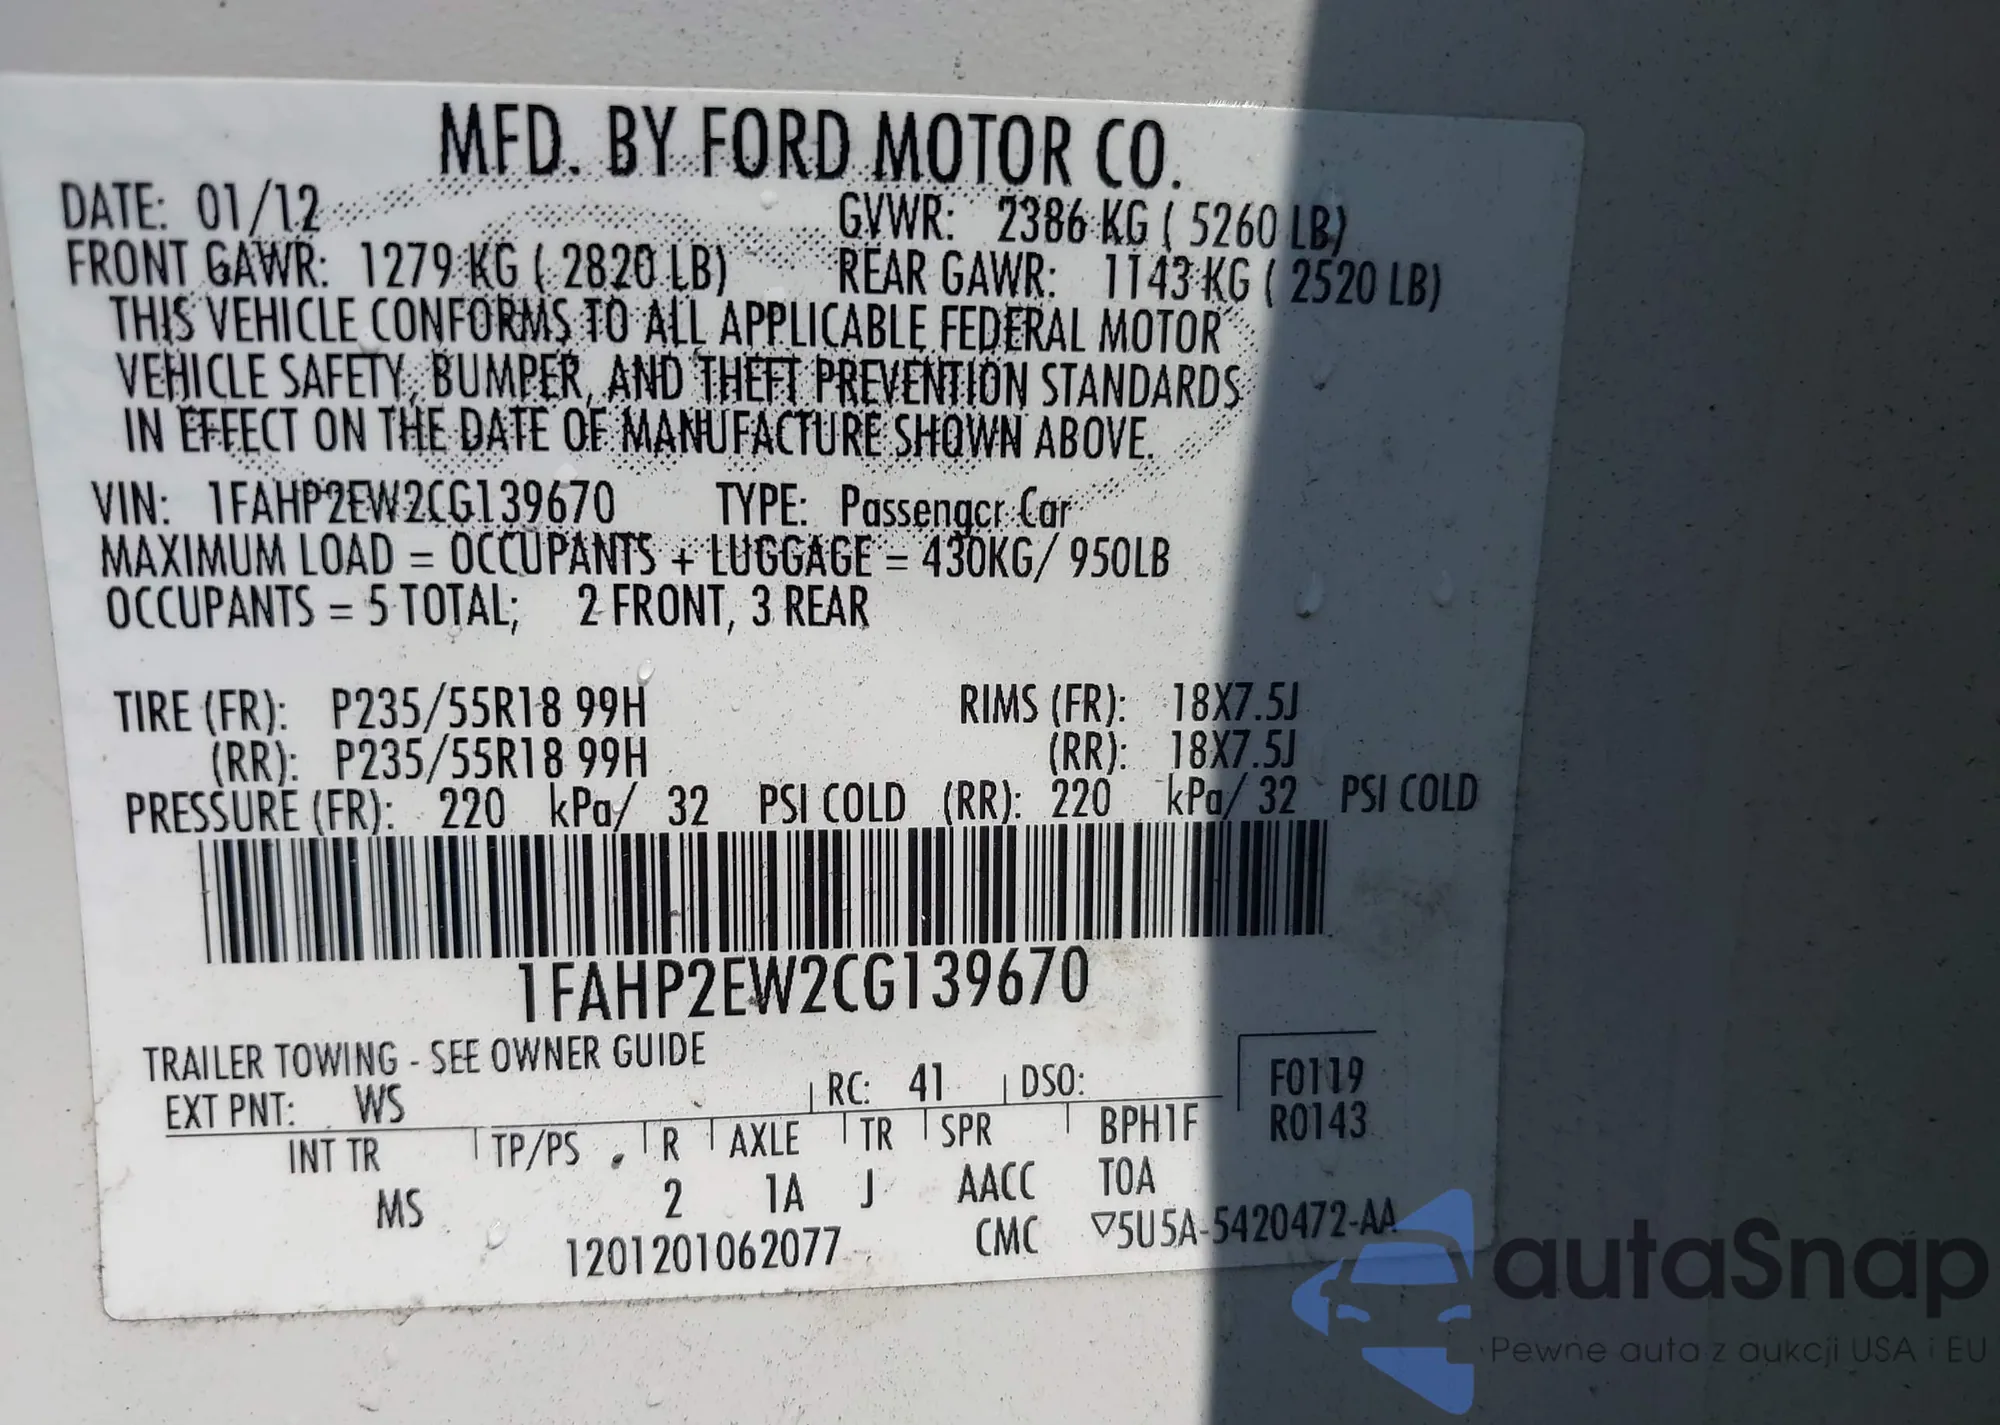 MFD. BY FORD MOTOR CO.
DATE: 01/12 GVWR: 2386 KG ( 5260 LB)
FRONT GAWR: 1279 KG ( 2820 LB) REAR GAWR: 1143 KG ( 2520 LB)
THIS VEHICLE CONFORMS TO ALL APPLICABLE FEDERAL MOTOR
VEHICLE SAFETY, BUMPER, AND THEFT PREVENTION STANDARDS
IN EFFECT ON THE DATE OF MANUFACTURE SHOWN ABOVE.
VIN: 1FAHP2EW2CG139670 TYPE: Passenger Car
MAXIMUM LOAD = OCCUPANTS + LUGGAGE = 430KG/ 950LB
OCCUPANTS = 5 TOTAL; 2 FRONT, 3 REAR
TIRE (FR): P235/55R18 99H RIMS (FR): 18X7.5J
(RR): P235/55R18 99H (RR): 18X7.5J
PRESSURE (FR): 220 kPa/ 32 PSI COLD (RR): 220 kPa/ 32 PSI COLD
1FAHP2EW2CG139670
TRAILER TOWING - SEE OWNER GUIDE
EXT PNT: WS RC: 41 DSO: F0119
INT TR TP/PS R AXLE TR SPR BPH1F R0143
MS 2 1A J AACC TOA
1201201062077 CMC ▽5U5A-5420472-AA
autaSnap
Pewne auta z aukcji USA i EU